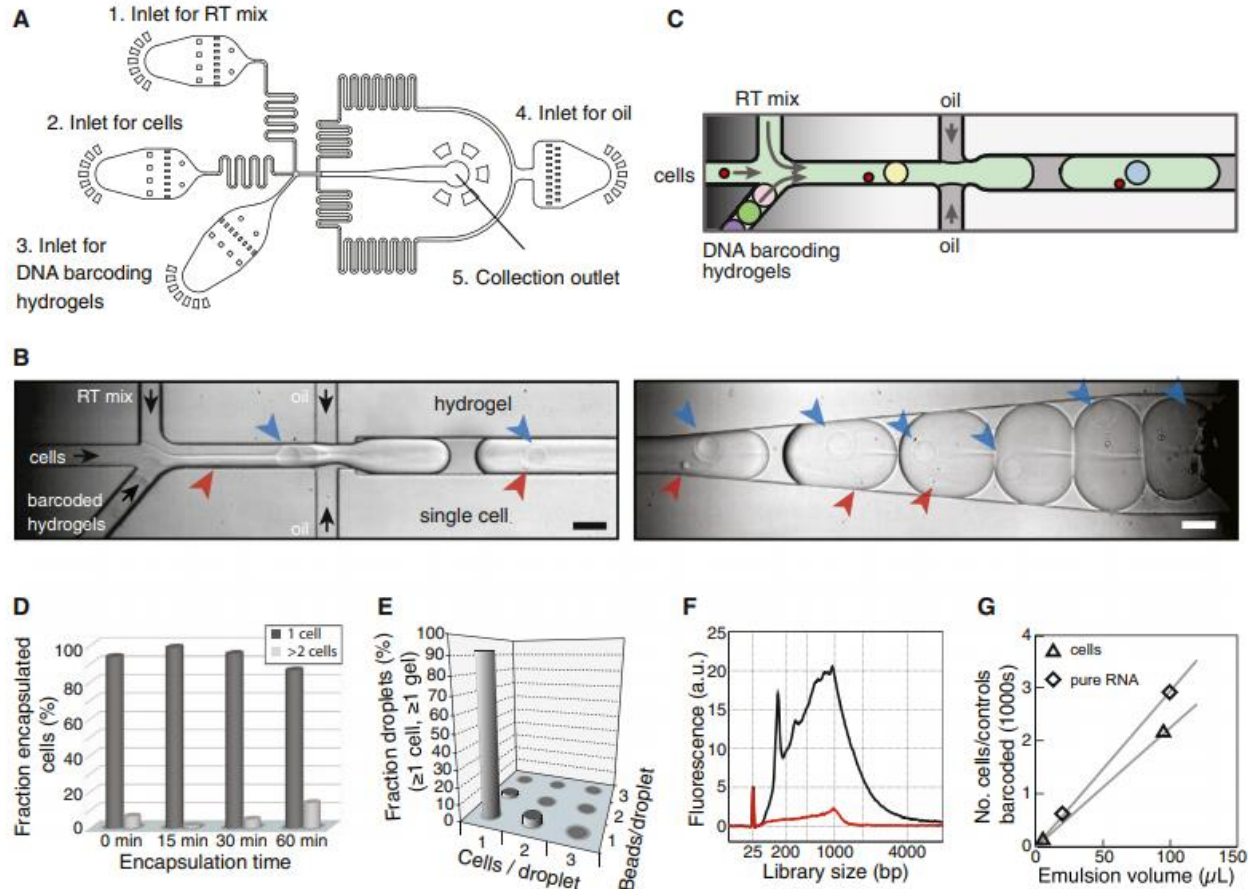 A
1. Inlet for RT mix
2. Inlet for cells
3. Inlet for
DNA barcoding
hydrogels
4. Inlet for oil
5. Collection outlet
C
RT mix
oil
cells
oil
DNA barcoding
hydrogels
B
RT mix
oil
hydrogel
cells
barcoded
hydrogels
oil
single cell
D
Fraction encapsulated
cells (%)
100
80
60
40
20
0
1 cell
>2 cells
0 min
15 min
30 min
60 min
Encapsulation time
E
Fraction droplets (%)
(≥1 cell, ≥1 gel)
100
90
80
70
60
50
40
30
20
10
0
1
2
3
Cells / droplet
3
2
1
Beads/droplet
F
Fluorescence (a.u.)
25
20
15
10
5
0
25 200 1000 4000
Library size (bp)
G
No. cells/controls
barcoded (1000s)
4
3
2
1
0
cells
pure RNA
0 50 100 150
Emulsion volume (μL)